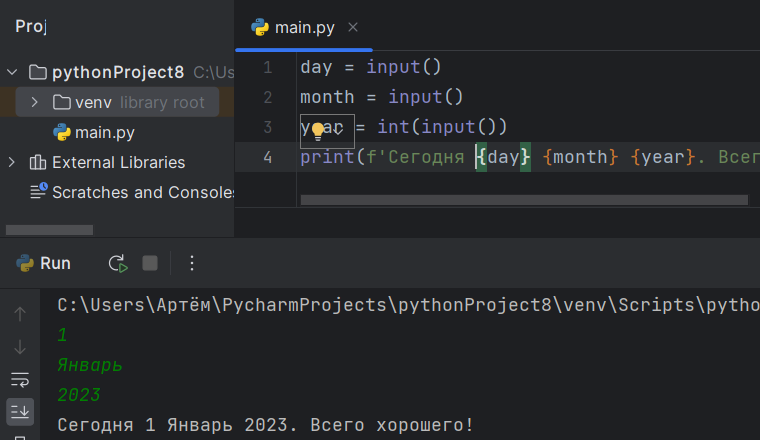 Proj
main.py
pythonProject8 C:\Us
venv library root
main.py
External Libraries
Scratches and Consoles
1 day = input()
2 month = input()
3 year = int(input())
4 print(f'Сегодня {day} {month} {year}. Всег
Run
C:\Users\Артём\PycharmProjects\pythonProject8\venv\Scripts\pytho
1
Январь
2023
Сегодня 1 Январь 2023. Всего хорошего!